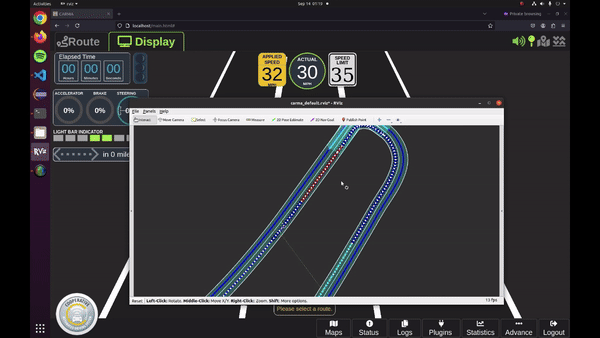 Activities
Sep 14 01:10
localhost/main.html#
Private browsing
Route
Display
Elapsed Time
00
00
00
Hours
Minutes
Seconds
APPLIED
SPEED
32
ACTUAL
30
MPH
SPEED
LIMIT
35
ACCELERATOR
BRAKE
STEERING
0%
0%
LIGHT BAR INDICATOR
in 0 mile
carma_default.rviz* - RViz
File Panels Help
Interact
Move Camera
Select
Focus Camera
Measure
2D Pose Estimate
2D Nav Goal
Publish Point
Reset
Left-Click: Rotate. Middle-Click: Move X/Y. Right-Click: Zoom. Shift: More options.
15 fps
Please select a route.
COOPERATIVE
Maps
Status
Logs
Plugins
Statistics
Advance
Logout